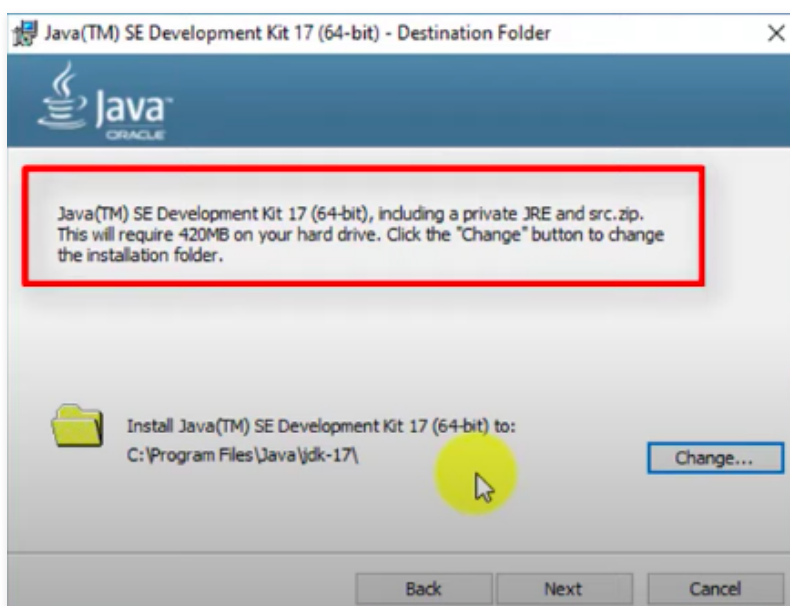 Java(TM) SE Development Kit 17 (64-bit) - Destination Folder
Java
ORACLE
Java(TM) SE Development Kit 17 (64-bit), including a private JRE and src.zip.
This will require 420MB on your hard drive. Click the "Change" button to change
the installation folder.
Install Java(TM) SE Development Kit 17 (64-bit) to:
C:\Program Files\Java\jdk-17\
Change...
Back
Next
Cancel